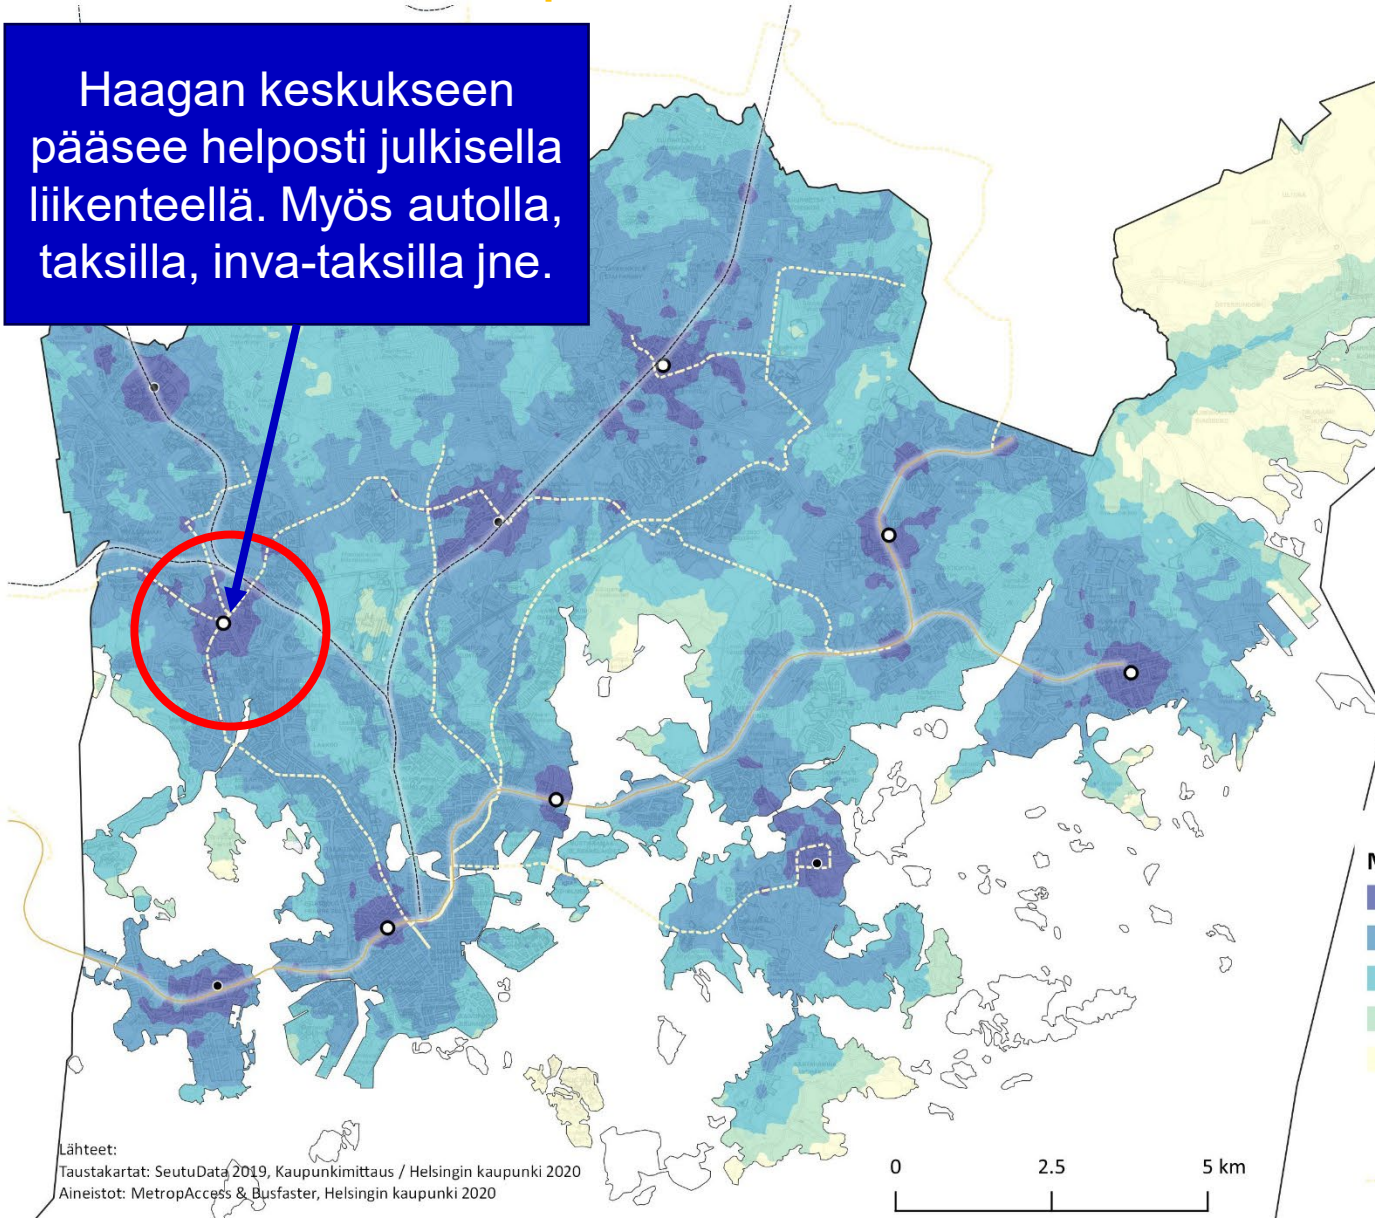 Haagan keskukseen
pääsee helposti julkisella
liikenteellä. Myös autolla,
taksilla, inva-taksilla jne.
Lähteet:
Taustakartat: SeutuData 2019, Kaupunkimittaus / Helsingin kaupunki 2020
Aineistot: MetropAccess & Busfaster, Helsingin kaupunki 2020
0 2.5 5 km